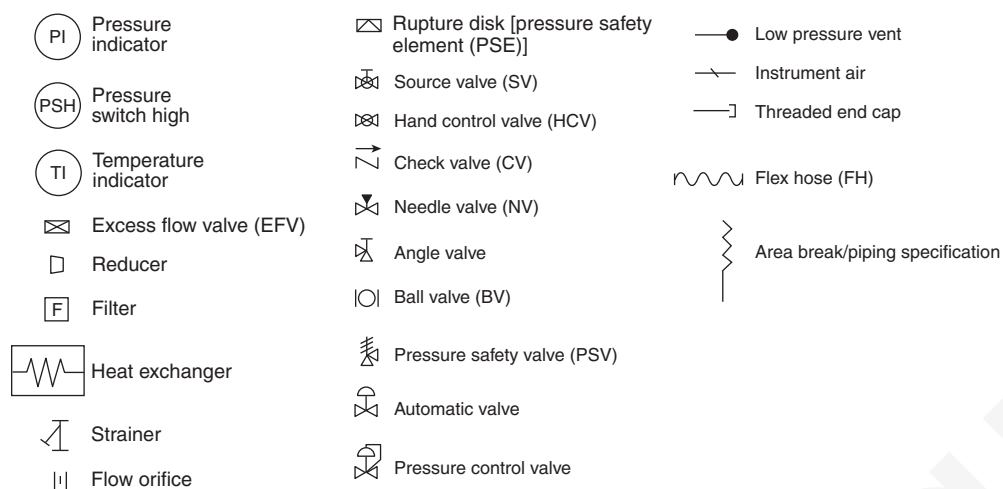 PI
Pressure
indicator
PSH
Pressure
switch high
TI
Temperature
indicator
Excess flow valve (EFV)
Reducer
F
Filter
Heat exchanger
Strainer
Flow orifice
Rupture disk [pressure safety
element (PSE)]
Source valve (SV)
Hand control valve (HCV)
Check valve (CV)
Needle valve (NV)
Angle valve
Ball valve (BV)
Pressure safety valve (PSV)
Automatic valve
Pressure control valve
Low pressure vent
Instrument air
Threaded end cap
Flex hose (FH)
Area break/piping specification